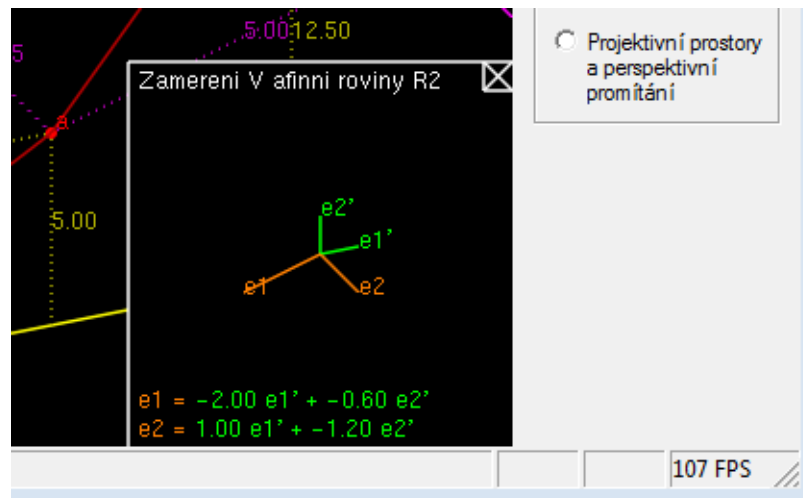 5.00
12.50
5
Zamereni V afinni roviny R2
a
5.00
e2'
e1'
e1
e2
e1 = -2.00 e1' + -0.60 e2'
e2 = 1.00 e1' + -1.20 e2'
Projektivní prostory
a perspektivní
promítání
107 FPS